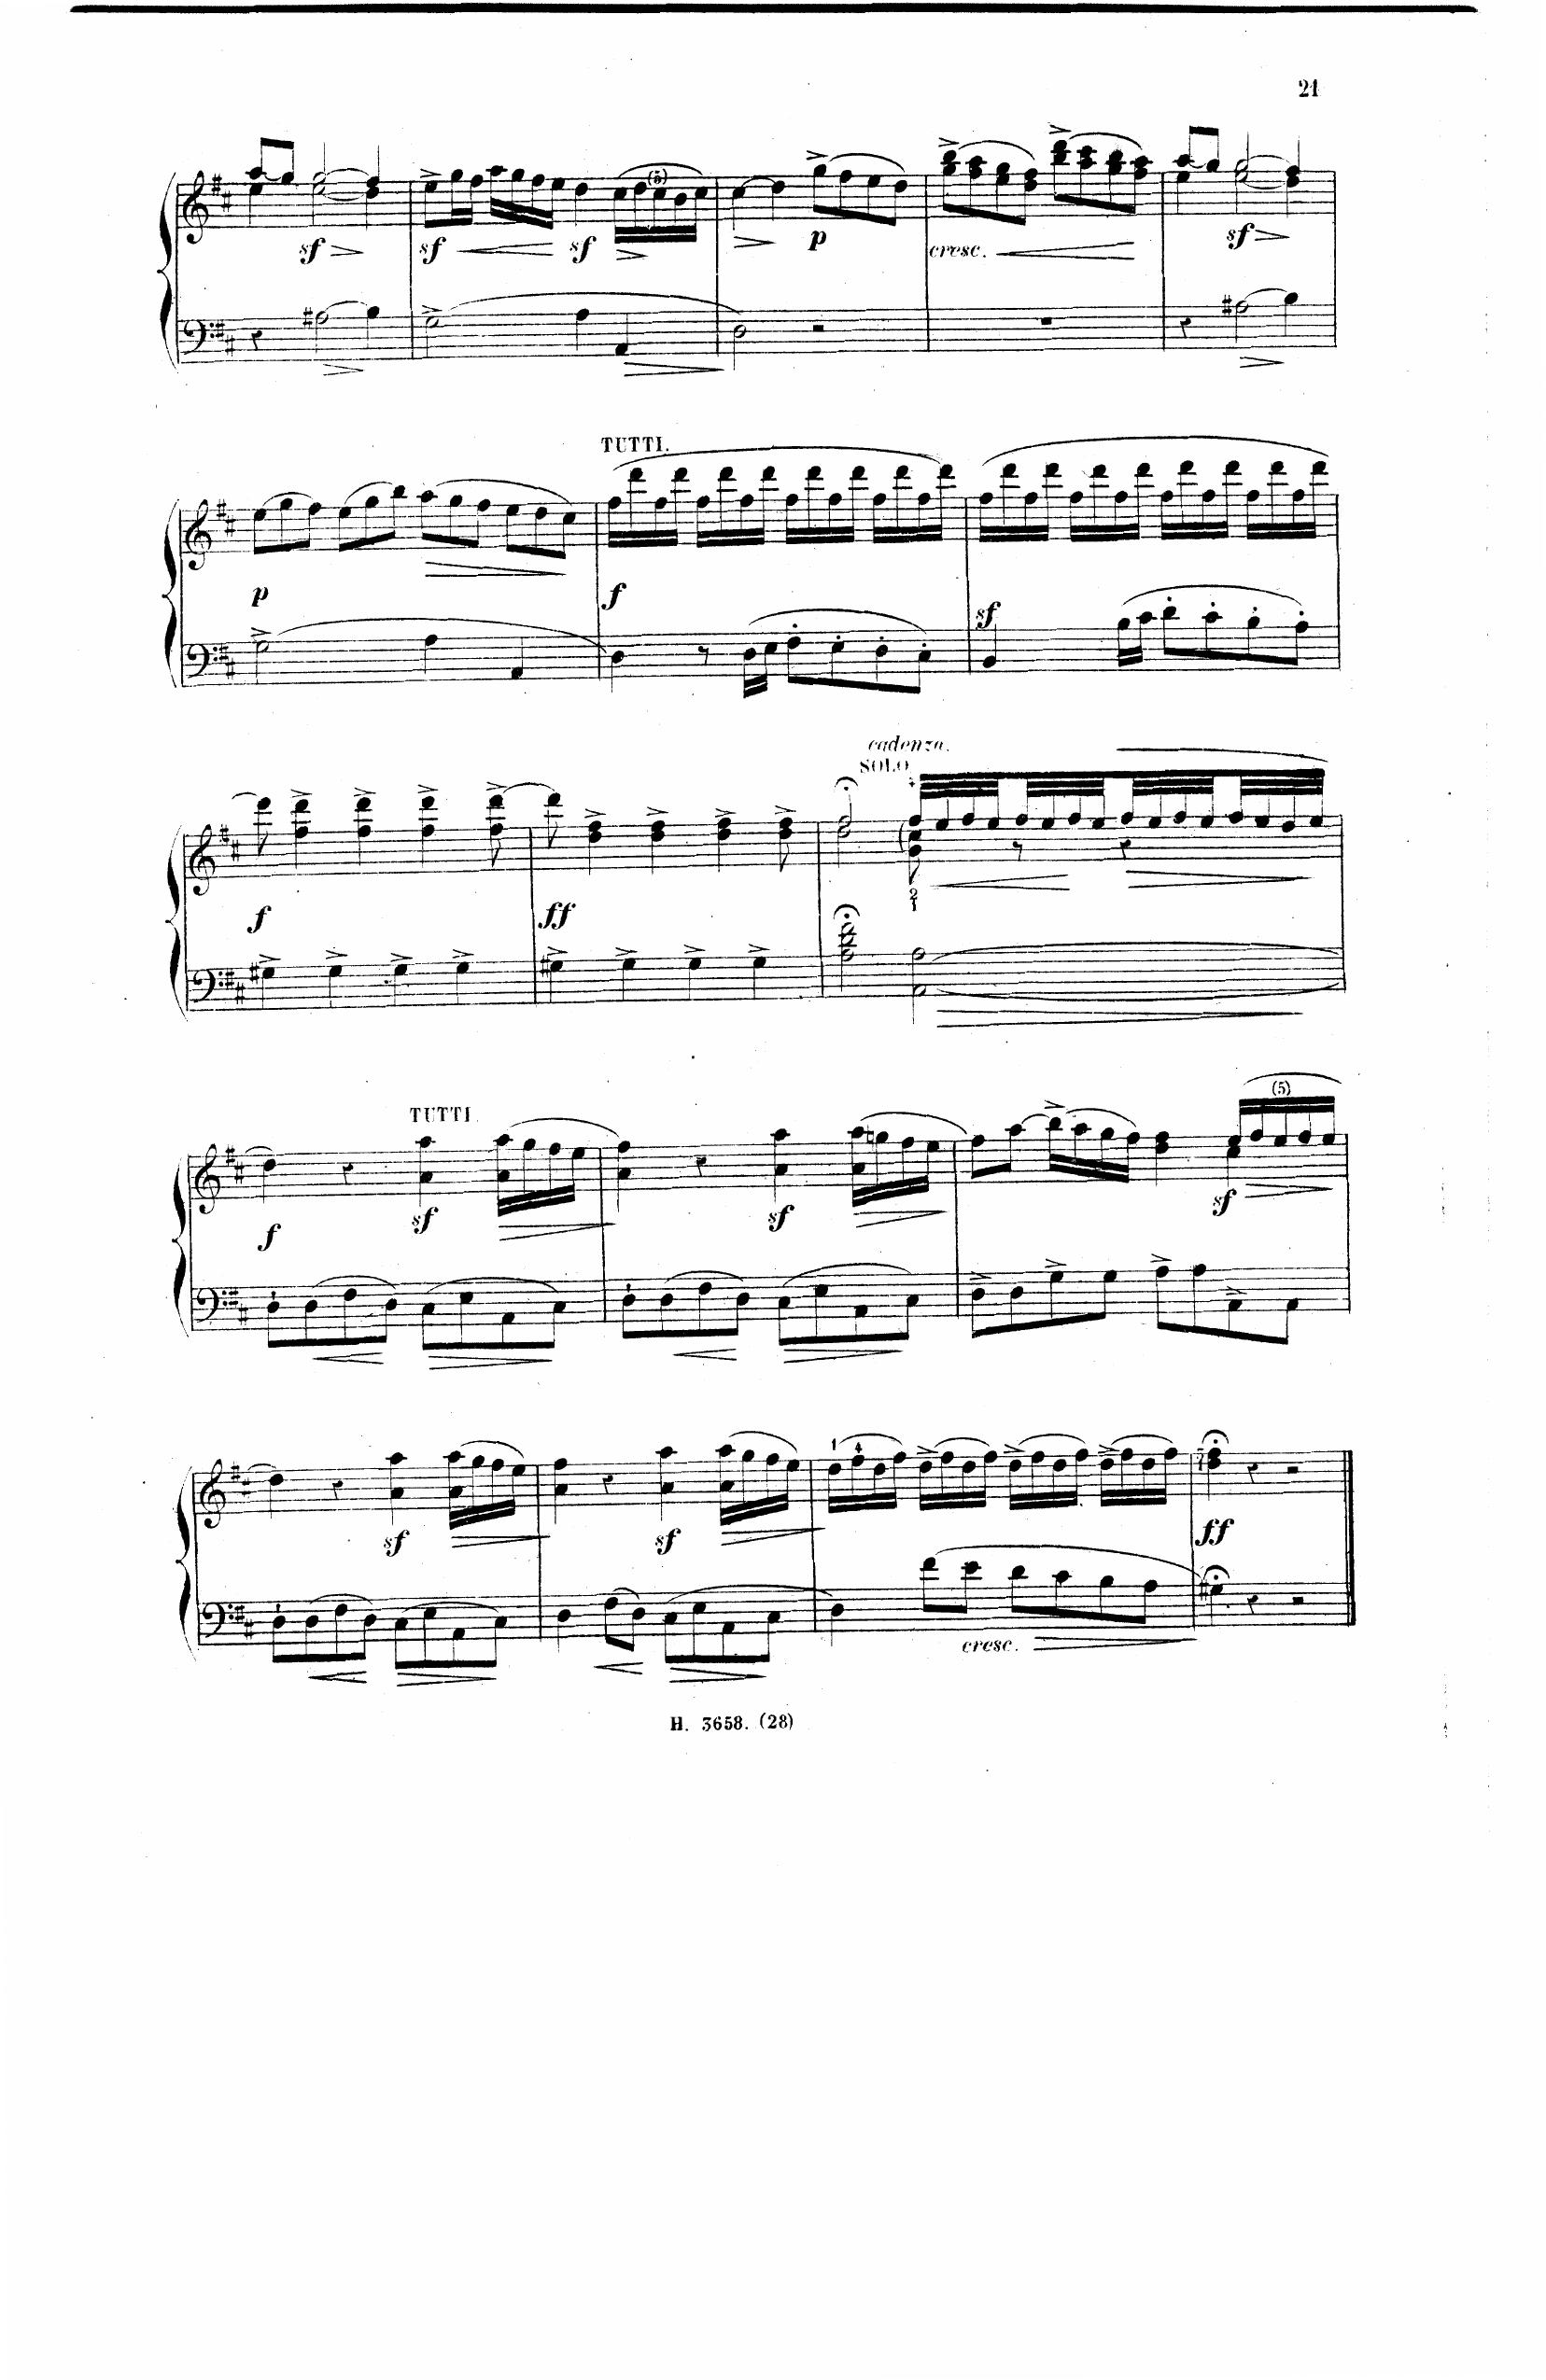 21
sf sf (5) sf p cresc. sf
TUTTI.
p f sf
cadenza.
SOLO
f ff
2
1
TUTTI
(5)
f sf sf sf
1 4
sf sf ff
cresc.
H. 3658. (28)